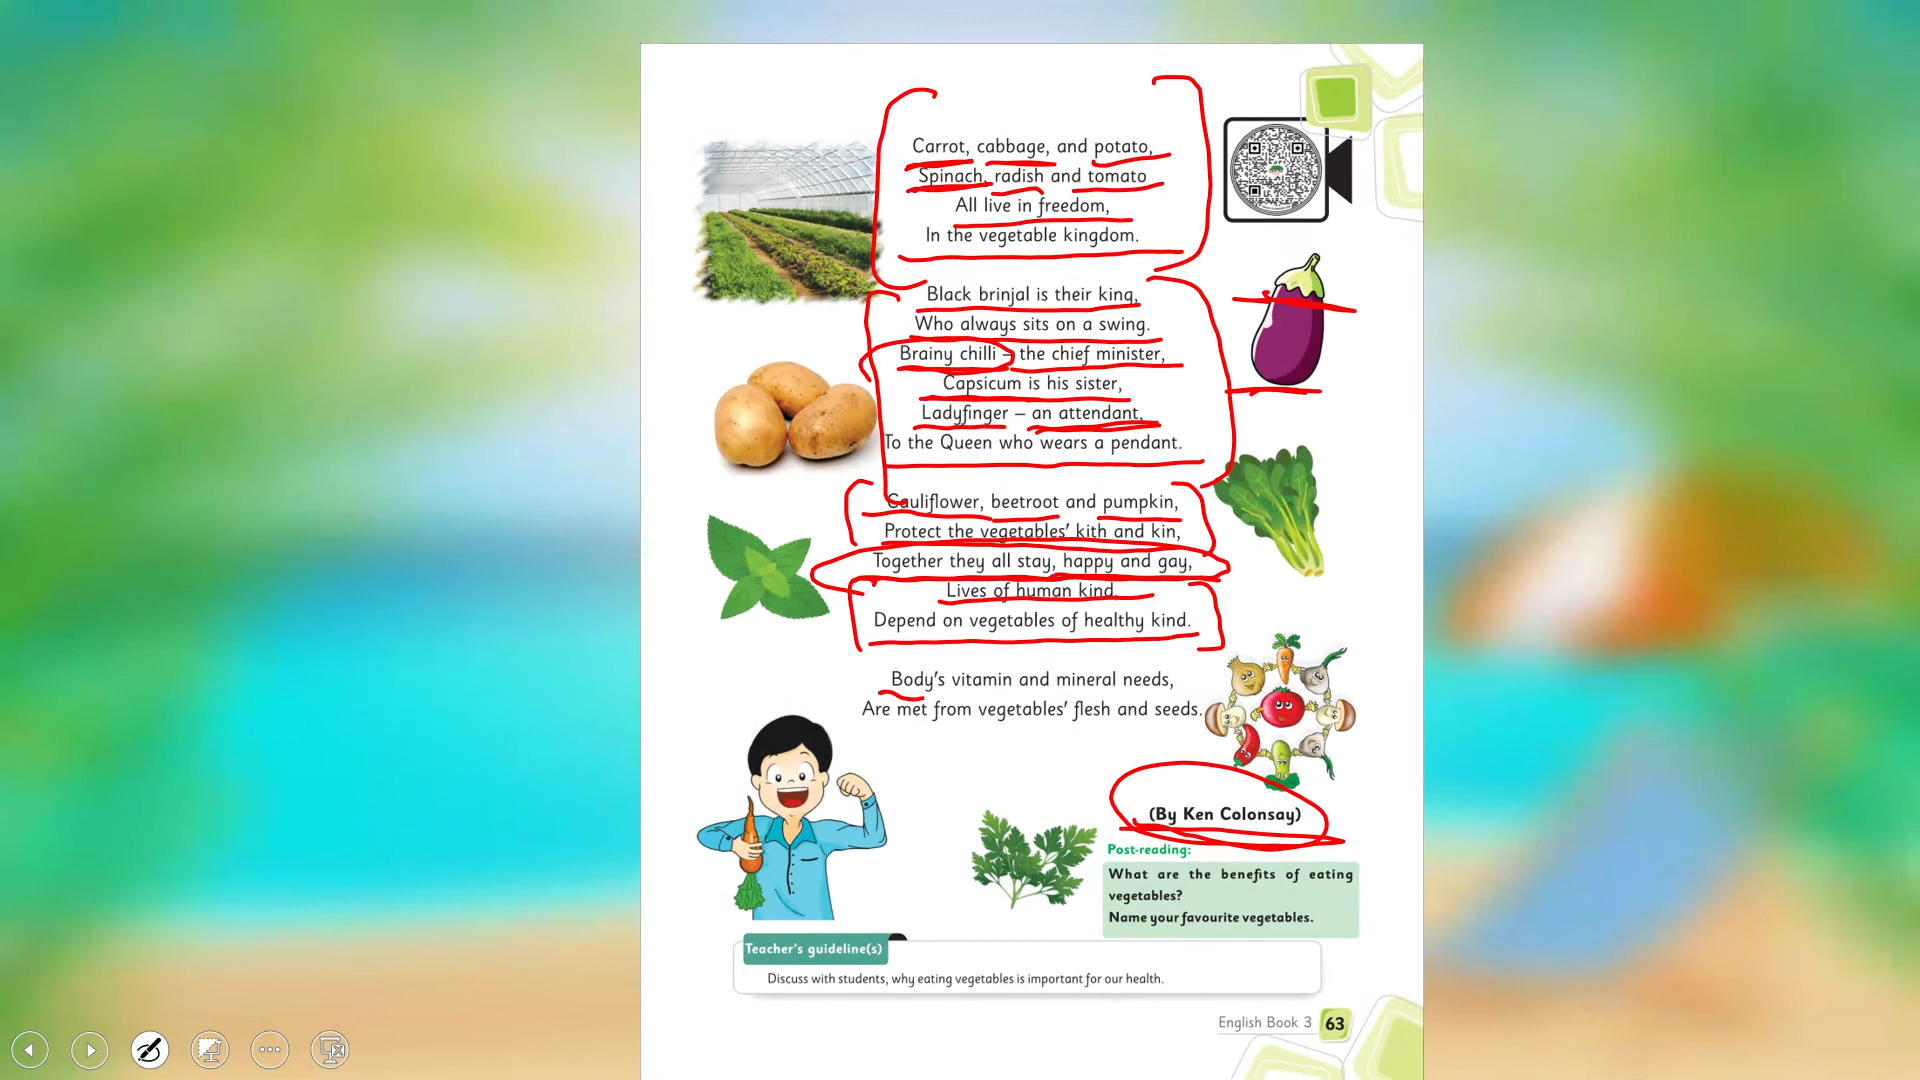 Carrot, cabbage, and potato,
Spinach, radish and tomato
All live in freedom,
In the vegetable kingdom.
Black brinjal is their king,
Who always sits on a swing.
Brainy chilli – the chief minister,
Capsicum is his sister,
Ladyfinger – an attendant,
To the Queen who wears a pendant.
Cauliflower, beetroot and pumpkin,
Protect the vegetables' kith and kin,
Together they all stay, happy and gay,
Lives of human kind.
Depend on vegetables of healthy kind.
Body's vitamin and mineral needs,
Are met from vegetables' flesh and seeds.
(By Ken Colonsay)
Post-reading:
What are the benefits of eating
vegetables?
Name your favourite vegetables.
Teacher's guideline(s)
Discuss with students, why eating vegetables is important for our health.
English Book 3 63